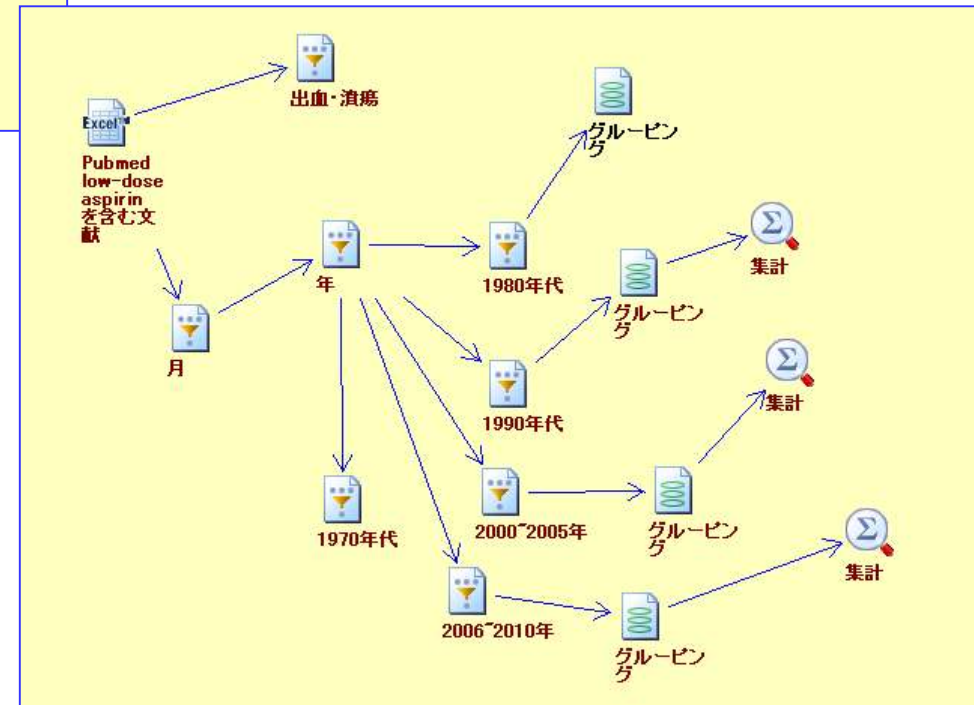 出血・潰瘍
Excel
Pubmed
low-dose
aspirin
を含む文
献
グルーピン
グ
年
1980年代
集計
グルーピン
グ
月
1990年代
集計
1970年代
2000~2005年
グルーピン
グ
集計
2006~2010年
グルーピン
グ